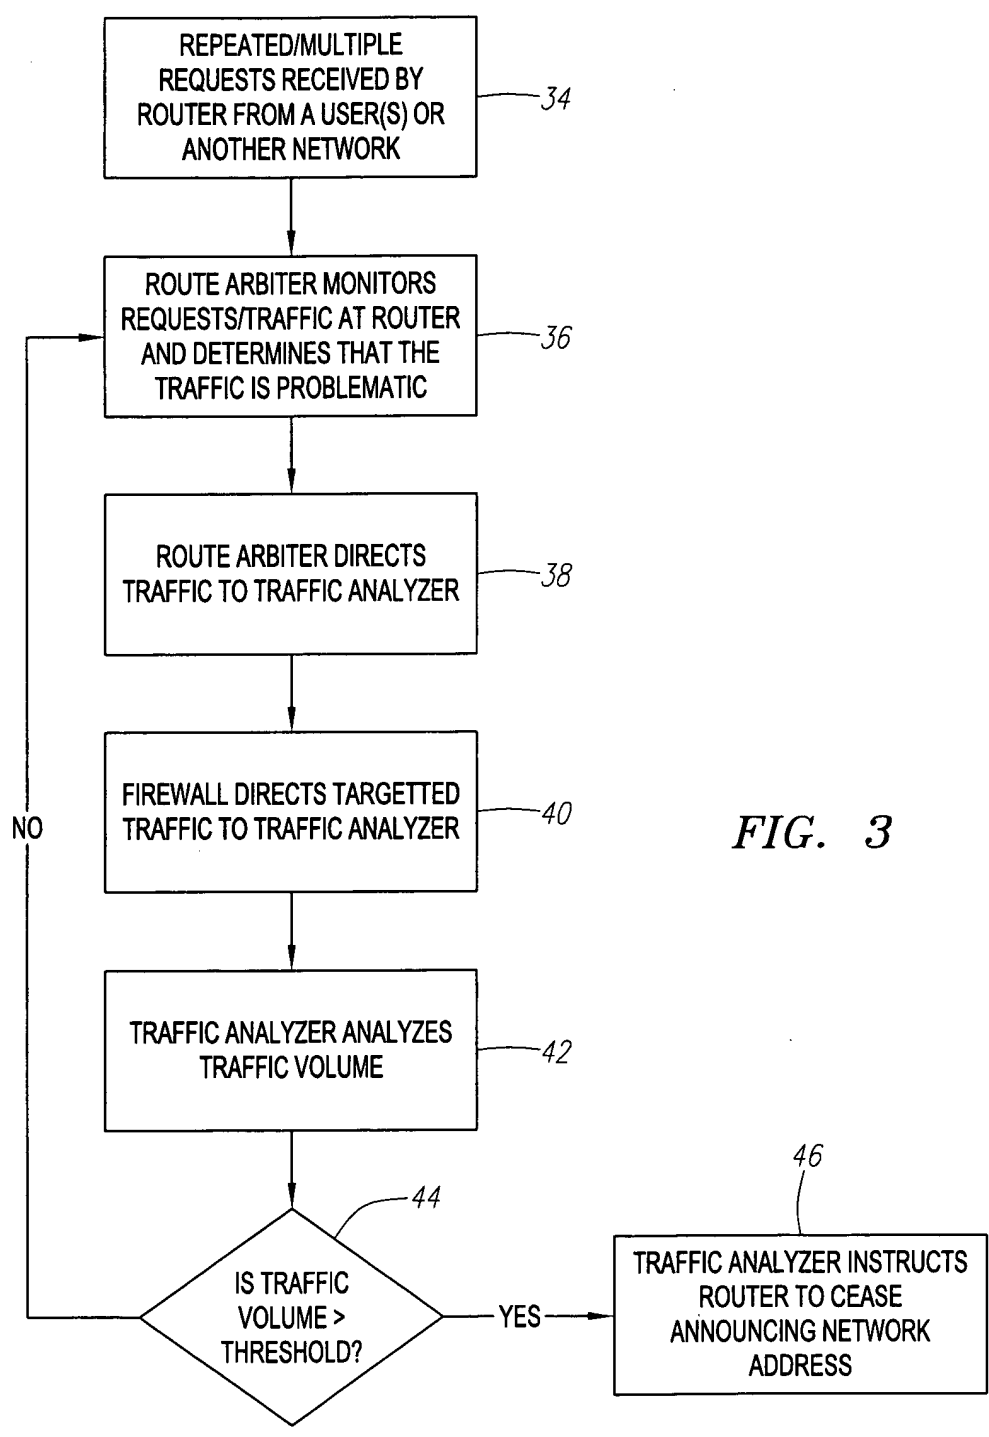 REPEATED/MULTIPLE
REQUESTS RECEIVED BY
ROUTER FROM A USER(S) OR
ANOTHER NETWORK
34
ROUTE ARBITER MONITORS
REQUESTS/TRAFFIC AT ROUTER
AND DETERMINES THAT THE
TRAFFIC IS PROBLEMATIC
36
ROUTE ARBITER DIRECTS
TRAFFIC TO TRAFFIC ANALYZER
38
FIREWALL DIRECTS TARGETTED
TRAFFIC TO TRAFFIC ANALYZER
40
NO
FIG. 3
TRAFFIC ANALYZER ANALYZES
TRAFFIC VOLUME
42
44
IS TRAFFIC
VOLUME >
THRESHOLD?
YES
46
TRAFFIC ANALYZER INSTRUCTS
ROUTER TO CEASE
ANNOUNCING NETWORK
ADDRESS